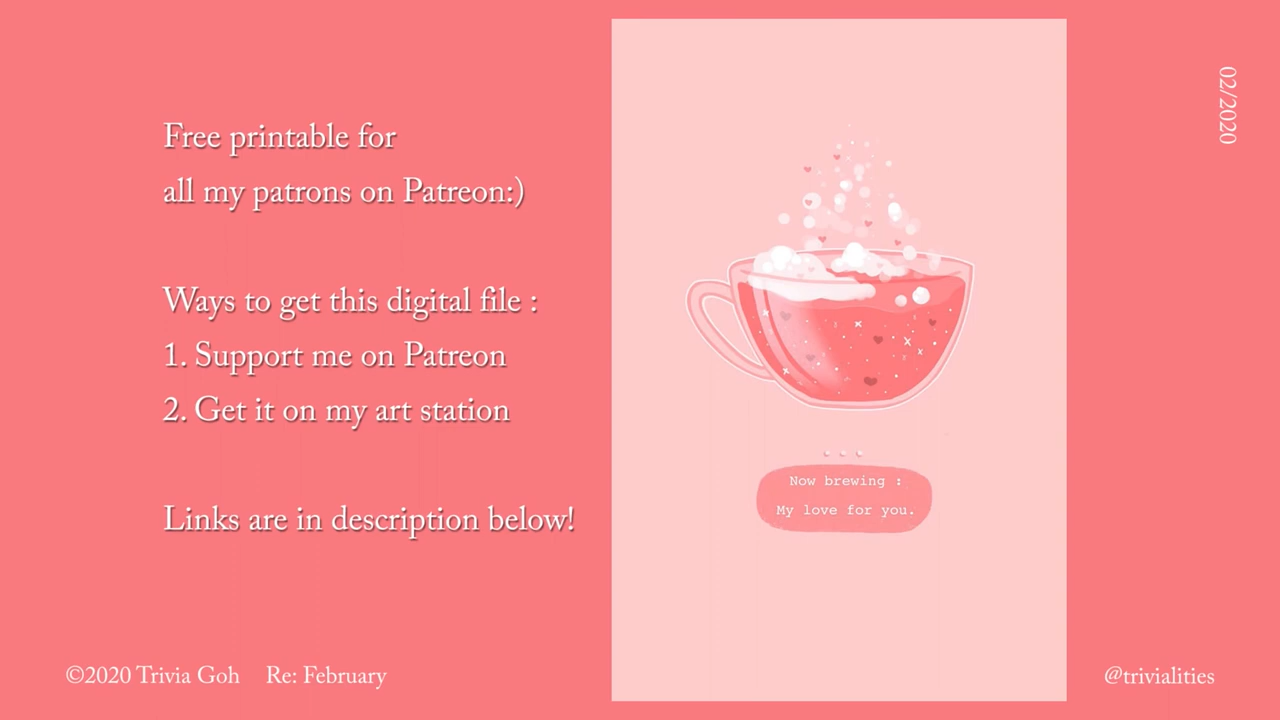 Free printable for
all my patrons on Patreon:)
Ways to get this digital file :
1. Support me on Patreon
2. Get it on my art station
Links are in description below!
©2020 Trivia Goh Re: February
Now brewing :
My love for you.
02/2020
@trivialities